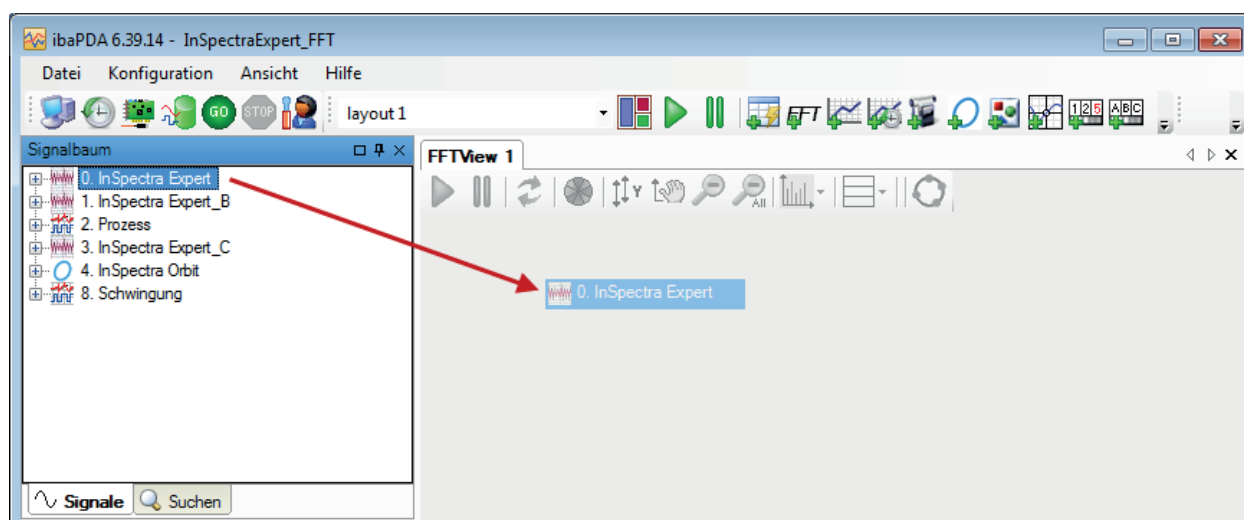 ibaPDA 6.39.14 - InSpectraExpert_FFT
Datei Konfiguration Ansicht Hilfe
GO STOP layout 1 FFT 125 ABC
Signalbaum
FFTView 1
0. InSpectra Expert
1. InSpectra Expert_B
2. Prozess
3. InSpectra Expert_C
4. InSpectra Orbit
8. Schwingung
Y All
0. InSpectra Expert
Signale Suchen